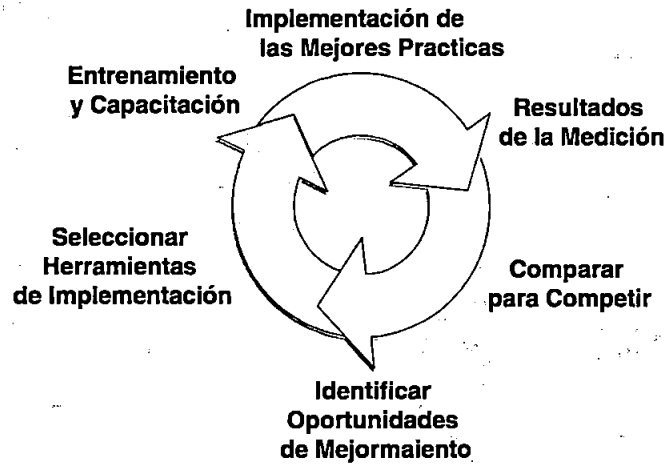 Implementación de
las Mejores Practicas
Resultados
de la Medición
Comparar
para Competir
Identificar
Oportunidades
de Mejormaiento
Seleccionar
Herramientas
de Implementación
Entrenamiento
y Capacitación